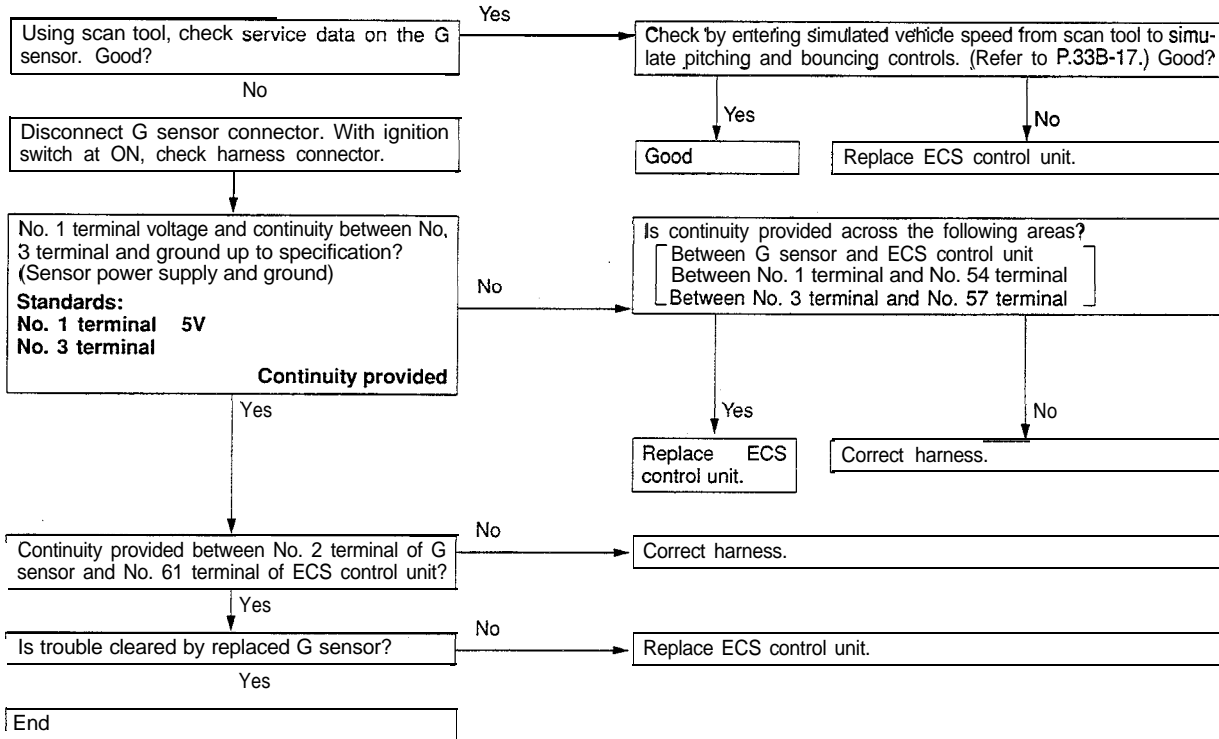 Yes
Using scan tool, check service data on the G
sensor. Good?
Check by entering simulated vehicle speed from scan tool to simu-
late pitching and bouncing controls. (Refer to P.33B-17.) Good?
No
Yes
No
Disconnect G sensor connector. With ignition
switch at ON, check harness connector.
Good
Replace ECS control unit.
No. 1 terminal voltage and continuity between No,
3 terminal and ground up to specification?
(Sensor power supply and ground)
Standards:
No. 1 terminal 5V
No. 3 terminal
Continuity provided
No
Is continuity provided across the following areas?
Between G sensor and ECS control unit
Between No. 1 terminal and No. 54 terminal
Between No. 3 terminal and No. 57 terminal
Yes
Yes
No
Replace ECS
control unit.
Correct harness.
Continuity provided between No. 2 terminal of G
sensor and No. 61 terminal of ECS control unit?
No
Correct harness.
Yes
Is trouble cleared by replaced G sensor?
No
Replace ECS control unit.
Yes
End